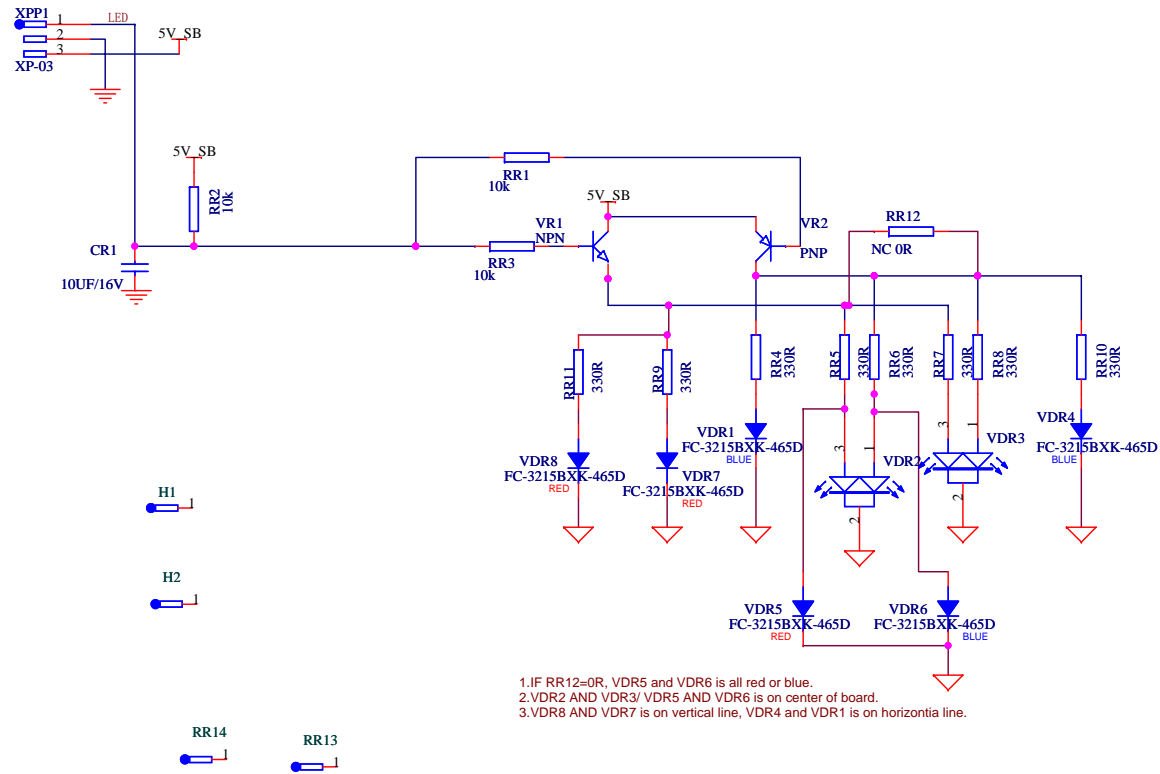 XPP1
1
LED
2
3
XP-03
5V_SB
5V_SB
RR2
10k
CR1
10UF/16V
RR1
10k
5V_SB
VR1
NPN
RR3
10k
VR2
PNP
RR12
NC 0R
RR11
330R
RR9
330R
RR4
330R
RR5
330R
RR6
330R
RR7
330R
RR8
330R
RR10
330R
VDR8
FC-3215BXK-465D
RED
VDR7
FC-3215BXK-465D
RED
VDR1
FC-3215BXK-465D
BLUE
3
1
VDR2
2
3
1
VDR3
2
VDR4
FC-3215BXK-465D
BLUE
VDR5
FC-3215BXK-465D
RED
VDR6
FC-3215BXK-465D
BLUE
H1
1
H2
1
1.IF RR12=0R, VDR5 and VDR6 is all red or blue.
2.VDR2 AND VDR3/ VDR5 AND VDR6 is on center of board.
3.VDR8 AND VDR7 is on vertical line, VDR4 and VDR1 is on horizontia line.
RR14
1
RR13
1